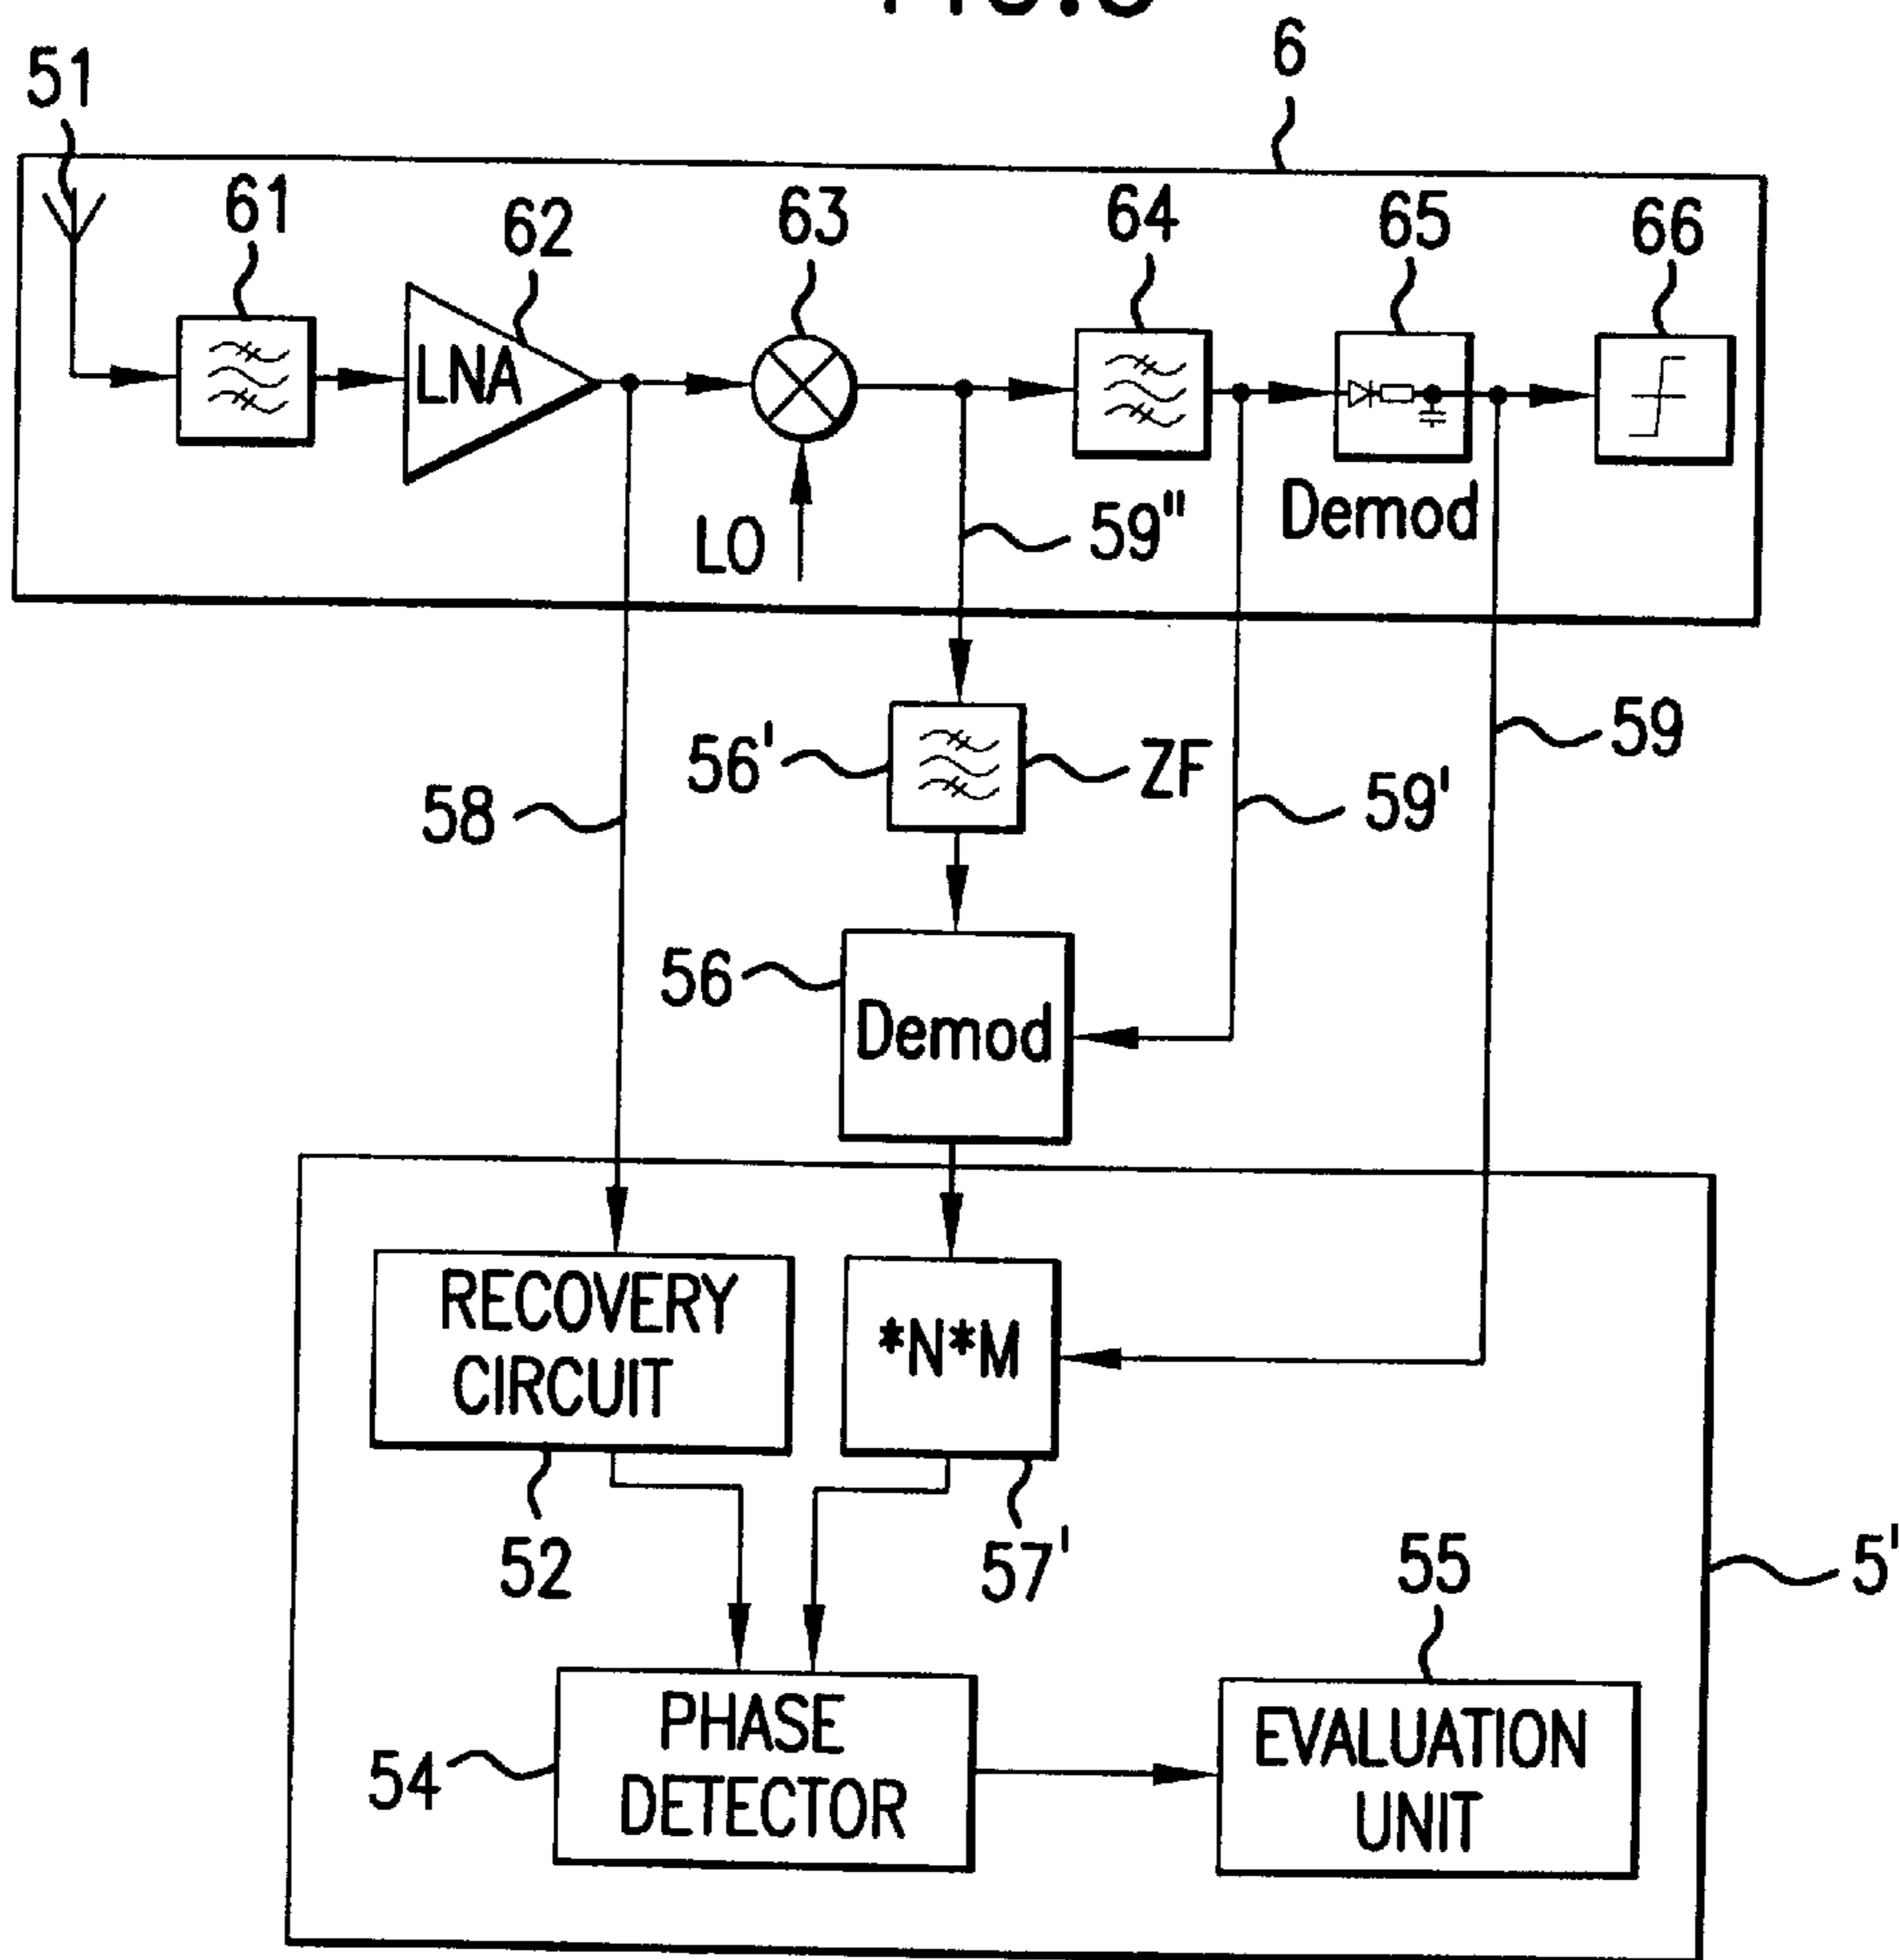 6
51
61
62
63
64
65
66
LNA
LO
59"
Demod
56'
ZF
59
58
59'
56
Demod
RECOVERY
CIRCUIT
*N*M
52
57'
55
5'
54
PHASE
DETECTOR
EVALUATION
UNIT